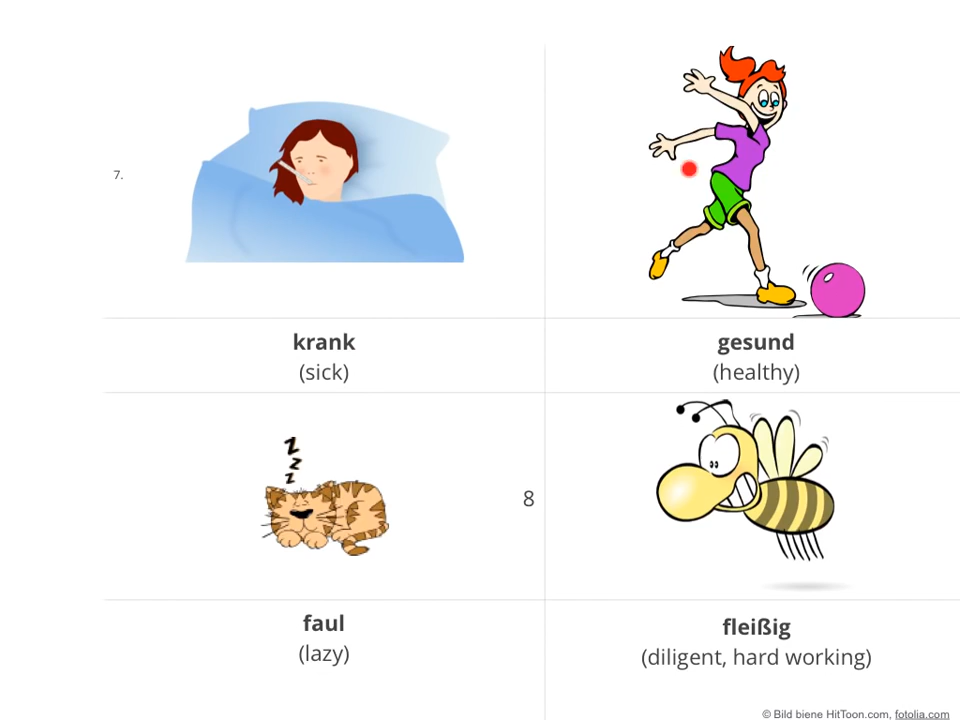 7.
krank
(sick)
gesund
(healthy)
z
z
z
8
faul
(lazy)
fleißig
(diligent, hard working)
© Bild biene HitToon.com, fotolia.com